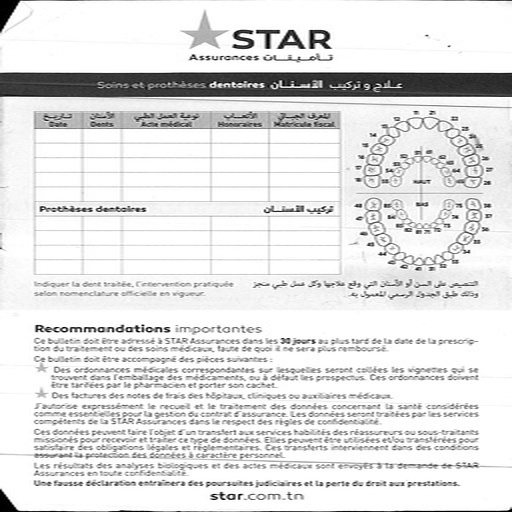 STAR
Assurances تأمينات
Soins et prothèses dentaires علاج و تركيب الأسنان
تاريخ الأسنان نوعية العمل الطبي الأتعاب المعرف الجبائي
Date Dents Acte médical Honoraires Matricule fiscal
Prothèses dentaires تركيب الأسنان
HAUT
BAS
Indiquer la dent traitée, l'intervention pratiquée
selon nomenclature officielle en vigueur.
التنصيص على السن أو الأسنان التي وقع علاجها وكل عمل طبي منجز
وذلك طبق الجدول الرسمي المعمول به.
Recommandations importantes
Ce bulletin doit être adressé à STAR Assurances dans les 30 jours au plus tard de la date de la prescrip-
tion du traitement ou des soins médicaux, faute de quoi il ne sera plus remboursé.
Ce bulletin doit être accompagné des pièces suivantes :
Des ordonnances médicales correspondantes sur lesquelles seront collées les vignettes qui se
trouvent dans l'emballage des médicaments, ou à défaut les prospectus. Ces ordonnances doivent
être tarifées par le pharmacien et porter son cachet.
Des factures des notes de frais des hôpitaux, cliniques ou auxiliaires médicaux.
J'autorise expressément le recueil et le traitement des données concernant la santé considérées
comme essentielles pour la gestion du contrat d'assurance. Les données seront traitées par les services
compétents de la STAR Assurances dans le respect des règles de confidentialité.
Ces données peuvent faire l'objet d'un transfert aux services habilités des réassureurs ou sous-traitants
missionés pour recevoir et traiter ce type de données. Elles peuvent être utilisées et/ou transférées pour
satisfaire des obligations légales et réglementaires. Ces transferts interviennent dans des conditions
assurant la protection des données à caractère personnel.
Les résultats des analyses biologiques et des actes médicaux sont envoyés à la demande de STAR
Assurances en toute confidentialité.
Une fausse déclaration entraînera des poursuites judiciaires et la perte du droit aux prestations.
star.com.tn